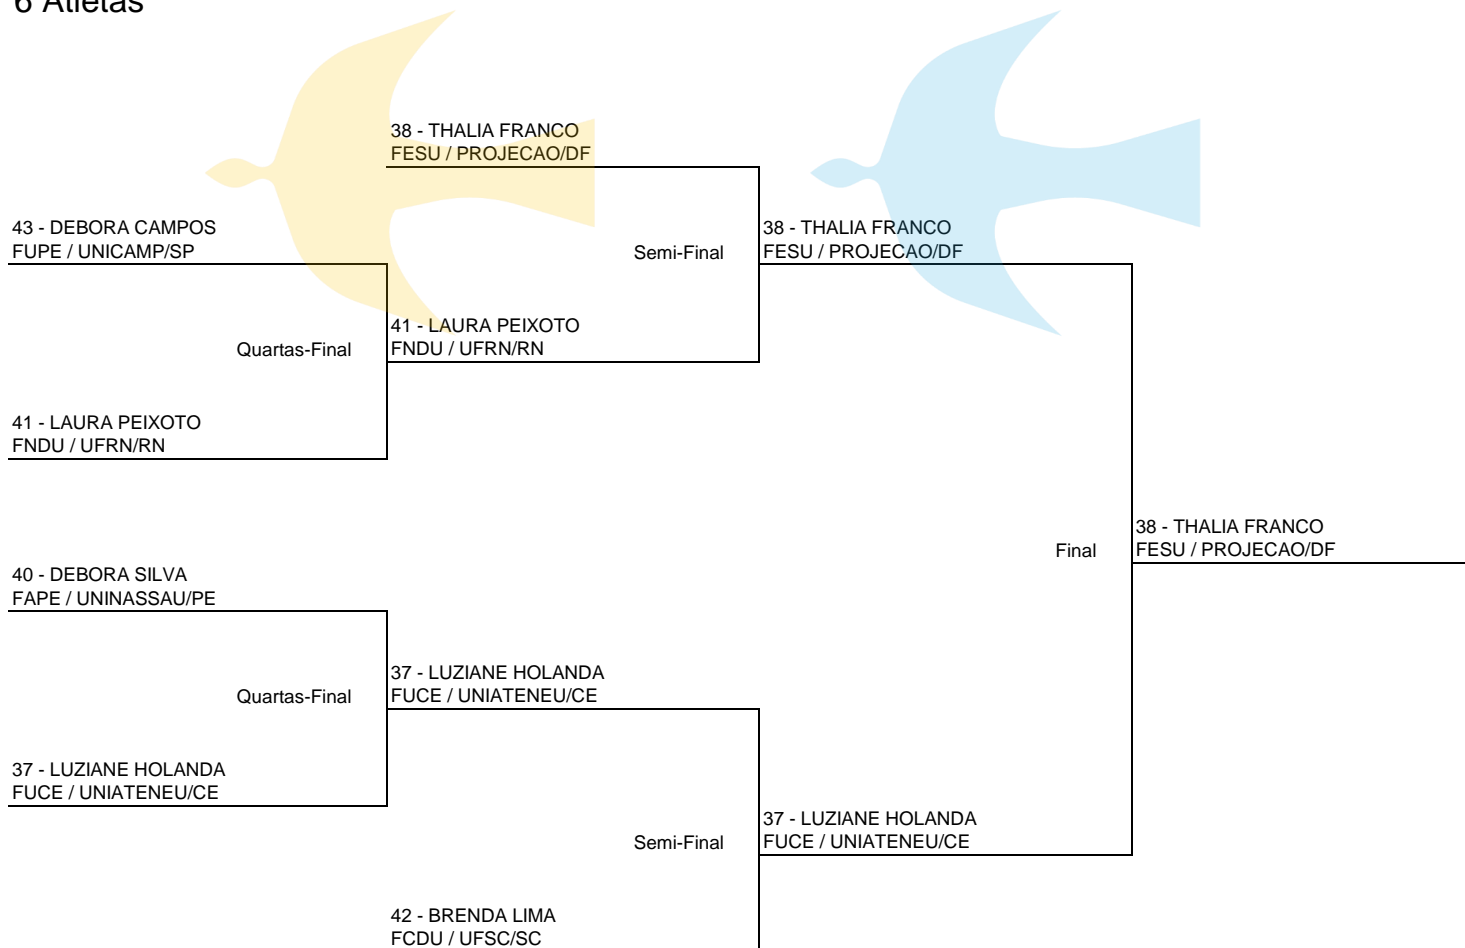 6 Atletas
38 - THALIA FRANCO
FESU / PROJECAO/DF
43 - DEBORA CAMPOS
FUPE / UNICAMP/SP
Semi-Final
38 - THALIA FRANCO
FESU / PROJECAO/DF
Quartas-Final
41 - LAURA PEIXOTO
FNDU / UFRN/RN
41 - LAURA PEIXOTO
FNDU / UFRN/RN
Final
38 - THALIA FRANCO
FESU / PROJECAO/DF
40 - DEBORA SILVA
FAPE / UNINASSAU/PE
Quartas-Final
37 - LUZIANE HOLANDA
FUCE / UNIATENEU/CE
37 - LUZIANE HOLANDA
FUCE / UNIATENEU/CE
Semi-Final
37 - LUZIANE HOLANDA
FUCE / UNIATENEU/CE
42 - BRENDA LIMA
FCDU / UFSC/SC